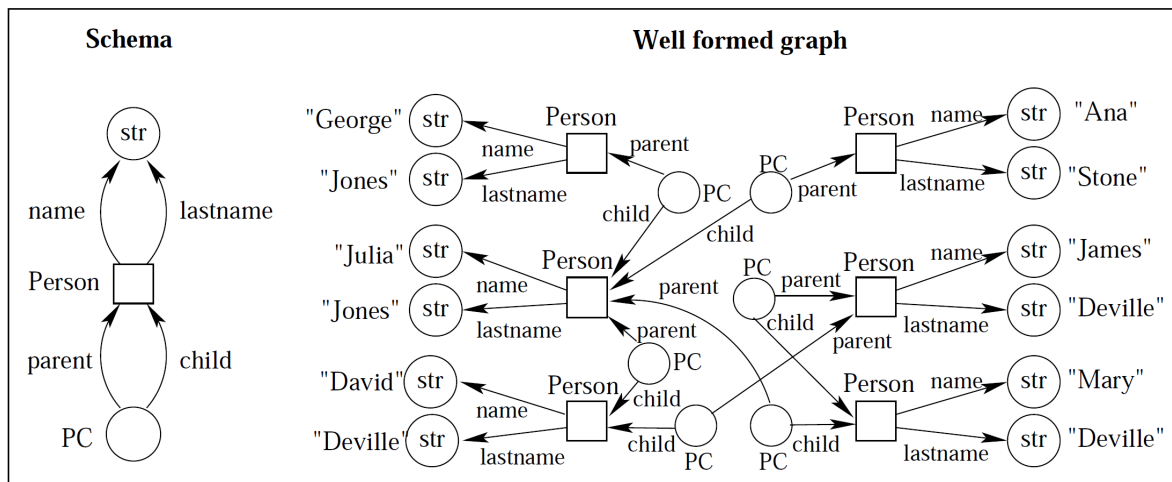 Schema
Well formed graph
str
name
lastname
Person
parent
child
PC
"George"
str
name
Person
"Jones"
str
lastname
parent
PC
child
Person
name
str
"Ana"
PC
parent
lastname
str
"Stone"
child
"Julia"
str
name
Person
"Jones"
str
lastname
parent
parent
PC
child
PC
parent
child
Person
name
str
"James"
lastname
str
"Deville"
parent
"David"
str
name
Person
"Deville"
str
lastname
child
PC
PC
child
Person
name
str
"Mary"
lastname
str
"Deville"